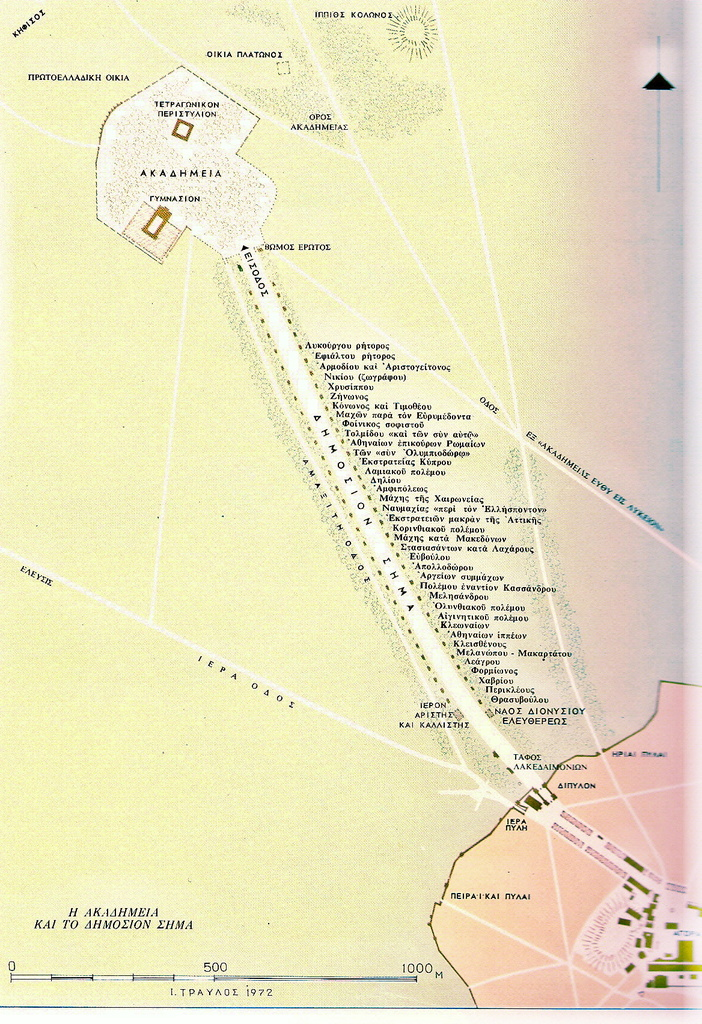 ΚΗΦΙΣΟΣ
ΙΠΠΙΟΣ ΚΟΛΩΝΟΣ
ΟΙΚΙΑ ΠΛΑΤΩΝΟΣ
ΠΡΩΤΟΕΛΛΑΔΙΚΗ ΟΙΚΙΑ
ΤΕΤΡΑΓΩΝΙΚΟΝ
ΠΕΡΙΣΤΥΛΙΟΝ
ΟΡΟΣ
ΑΚΑΔΗΜΕΙΑΣ
ΑΚΑΔΗΜΕΙΑ
ΓΥΜΝΑΣΙΟΝ
ΒΩΜΟΣ ΕΡΩΤΟΣ
ΕΙΣΟΔΟΣ
Λυκούργου ρήτορος
Ἐφιάλτου ρήτορος
Ἁρμοδίου καὶ Ἀριστογείτονος
Νικίου (ζωγράφου)
Χρυσίππου
Ζήνωνος
Κόνωνος καὶ Τιμοθέου
Μαχῶν παρὰ τὸν Εὐρυμέδοντα
Φοίνικος σοφιστοῦ
Τολμίδου «καὶ τῶν σὺν αὐτῷ»
Ἀθηναίων ἐπικούρων Ρωμαίων
Τῶν «σὺν Ὀλυμπιοδώρῳ»
Ἐκστρατείας Κύπρου
Λαμιακοῦ πολέμου
Δηλίου
Ἀμφιπόλεως
Μάχης τῆς Χαιρωνείας
Ναυμαχίας «περὶ τὸν Ἑλλήσποντον»
Ἐκστρατειῶν μακρὰν τῆς Ἀττικῆς
Κορινθιακοῦ πολέμου
Μάχης κατὰ Μακεδόνων
Στασιασάντων κατὰ Λαχάρους
Εὐβούλου
Ἀπολλοδώρου
Ἀργείων συμμάχων
Πολέμου ἐναντίον Κασσάνδρου
Μελησάνδρου
Ὀλυνθιακοῦ πολέμου
Αἰγινητικοῦ πολέμου
Κλεωναίων
Ἀθηναίων ἱππέων
Κλεισθένους
Μελανώπου - Μακαρτάτου
Λεάγρου
Φορμίωνος
Χαβρίου
Περικλέους
Θρασυβούλου
ΔΗΜΟΣΙΟΝ ΣΗΜΑ
ΑΜΑΞΙΤΗ ΟΔΟΣ
ΟΔΟΣ
ΕΞ «ΑΚΑΔΗΜΕΙΑΣ ΕΥΘΥ ΕΙΣ ΛΥΚΕΙΟΝ»
ΕΛΕΥΣΙΣ
ΙΕΡΑ ΟΔΟΣ
ΙΕΡΟΝ
ΑΡΙΣΤΗΣ
ΚΑΙ ΚΑΛΛΙΣΤΗΣ
ΝΑΟΣ ΔΙΟΝΥΣΙΟΥ
ΕΛΕΥΘΕΡΕΩΣ
ΤΑΦΟΣ
ΛΑΚΕΔΑΙΜΟΝΙΩΝ
ΗΡΙΑΙ ΠΥΛΑΙ
ΔΙΠΥΛΟΝ
ΙΕΡΑ
ΠΥΛΗ
ΠΕΙΡΑΪΚΑΙ ΠΥΛΑΙ
ΑΓΟΡΑ
Η ΑΚΑΔΗΜΕΙΑ
ΚΑΙ ΤΟ ΔΗΜΟΣΙΟΝ ΣΗΜΑ
0 500 1000 Μ
Ι. ΤΡΑΥΛΟΣ 1972